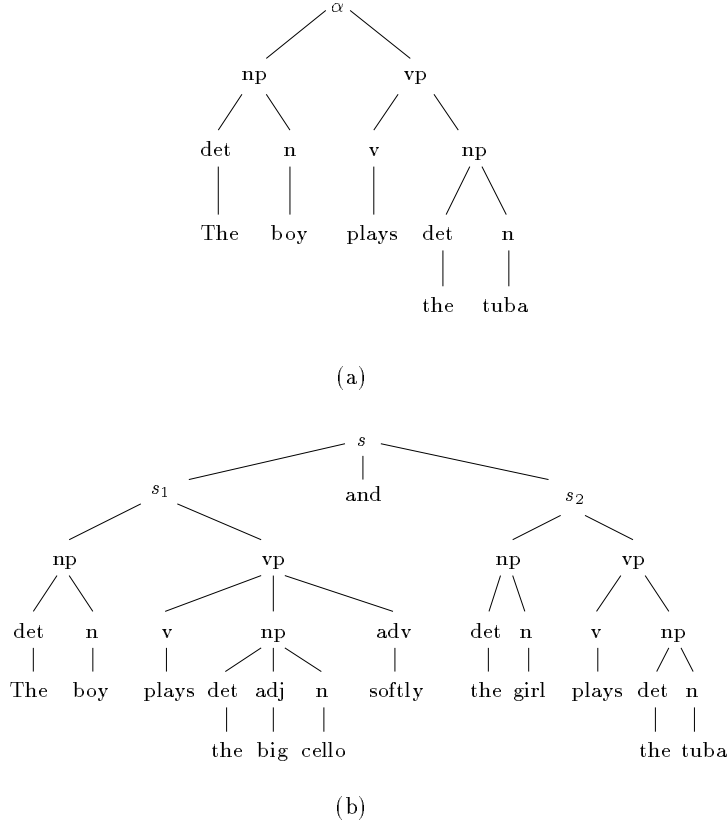 α
np vp
det n v np
The boy plays det n
the tuba
(a)
s
s1 and s2
np vp np vp
det n v np adv det n v np
The boy plays det adj n softly the girl plays det n
the big cello the tuba
(b)